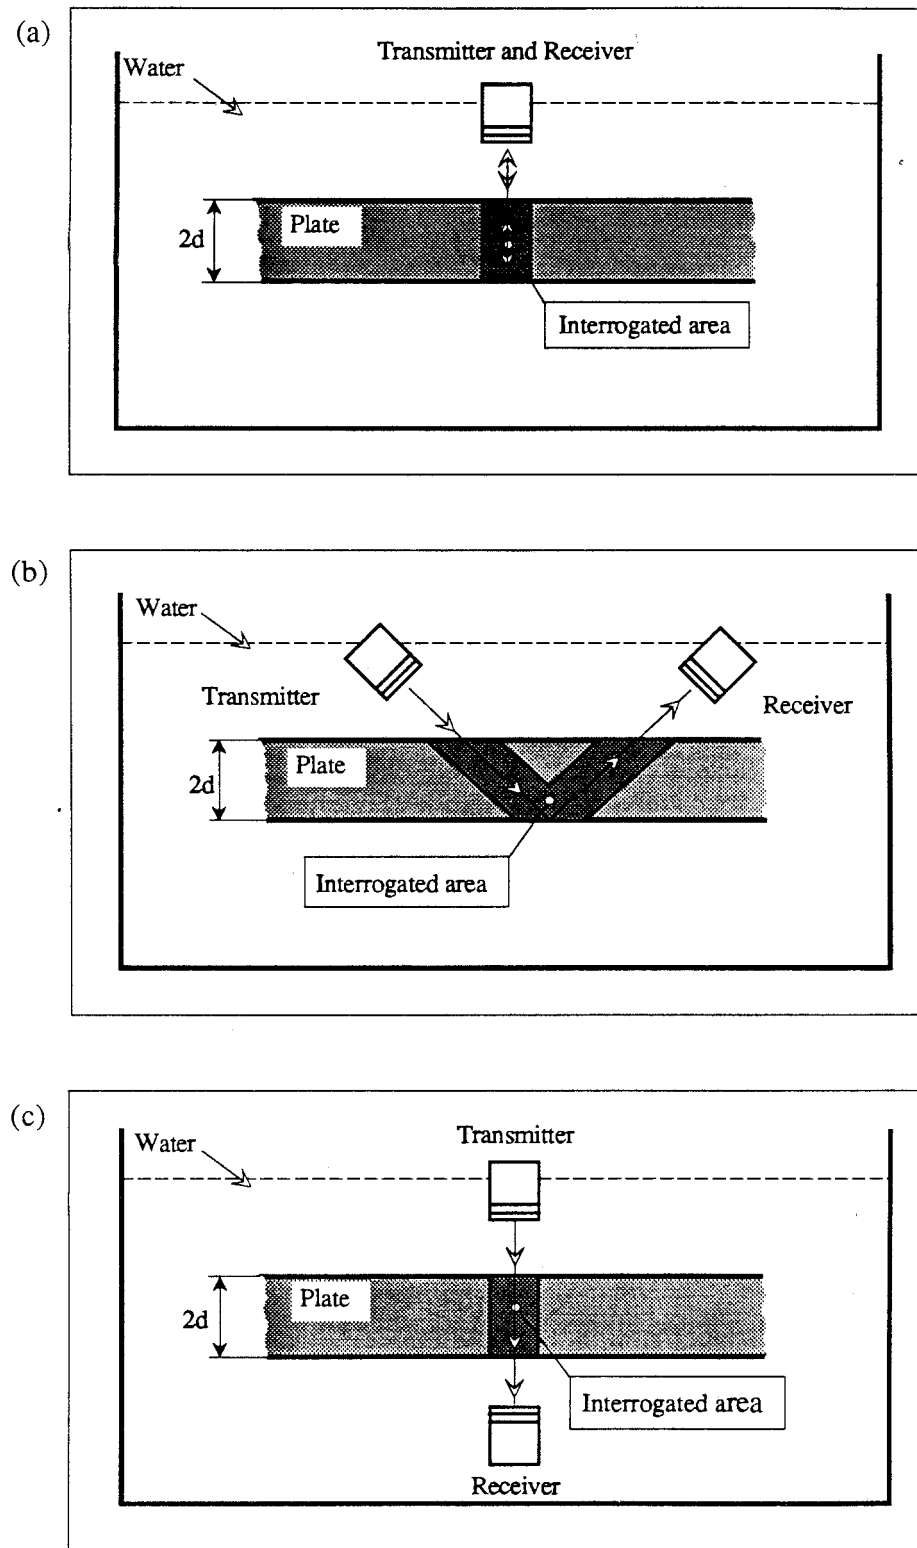 (a)
Transmitter and Receiver
Water
Plate
2d
Interrogated area
(b)
Water
Transmitter
Receiver
Plate
2d
Interrogated area
(c)
Transmitter
Water
Plate
2d
Interrogated area
Receiver